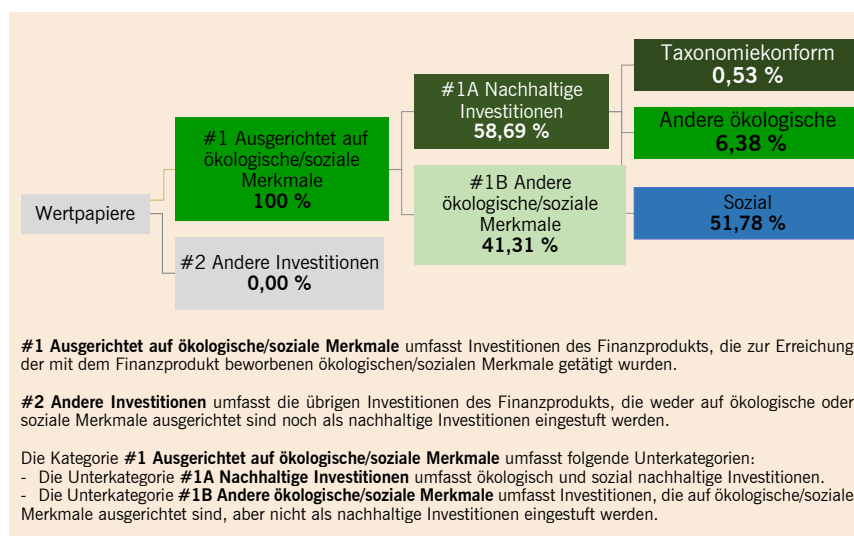 Wertpapiere
#1 Ausgerichtet auf
ökologische/soziale
Merkmale
100 %
#2 Andere Investitionen
0,00 %
#1A Nachhaltige
Investitionen
58,69 %
#1B Andere
ökologische/soziale
Merkmale
41,31 %
Taxonomiekonform
0,53 %
Andere ökologische
6,38 %
Sozial
51,78 %
#1 Ausgerichtet auf ökologische/soziale Merkmale umfasst Investitionen des Finanzprodukts, die zur Erreichung
der mit dem Finanzprodukt beworbenen ökologischen/sozialen Merkmale getätigt wurden.
#2 Andere Investitionen umfasst die übrigen Investitionen des Finanzprodukts, die weder auf ökologische oder
soziale Merkmale ausgerichtet sind noch als nachhaltige Investitionen eingestuft werden.
Die Kategorie #1 Ausgerichtet auf ökologische/soziale Merkmale umfasst folgende Unterkategorien:
- Die Unterkategorie #1A Nachhaltige Investitionen umfasst ökologisch und sozial nachhaltige Investitionen.
- Die Unterkategorie #1B Andere ökologische/soziale Merkmale umfasst Investitionen, die auf ökologische/soziale
Merkmale ausgerichtet sind, aber nicht als nachhaltige Investitionen eingestuft werden.